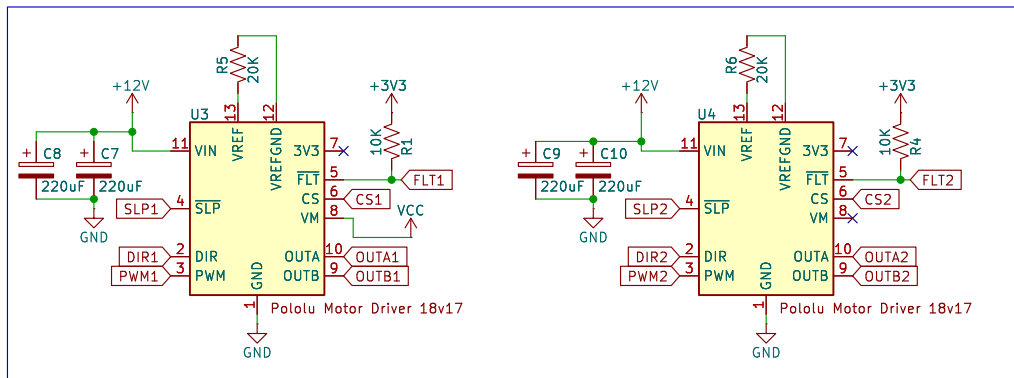 R5
20K
+12V
+3V3
U3
13
12
10K
R1
11
VIN
VREF
VREFGND
3V3
7
+
C8
+
C7
220uF
220uF
FLT
5
FLT1
CS
6
CS1
SLP1
4
SLP
VM
8
VCC
GND
DIR1
2
DIR
OUTA
10
OUTA1
PWM1
3
PWM
GND
OUTB
9
OUTB1
1
Pololu Motor Driver 18v17
GND
R6
20K
+12V
+3V3
U4
13
12
10K
R4
11
VIN
VREF
VREFGND
3V3
7
+
C9
+
C10
220uF
220uF
FLT
5
FLT2
CS
6
CS2
SLP2
4
SLP
VM
8
GND
DIR2
2
DIR
OUTA
10
OUTA2
PWM2
3
PWM
GND
OUTB
9
OUTB2
1
Pololu Motor Driver 18v17
GND